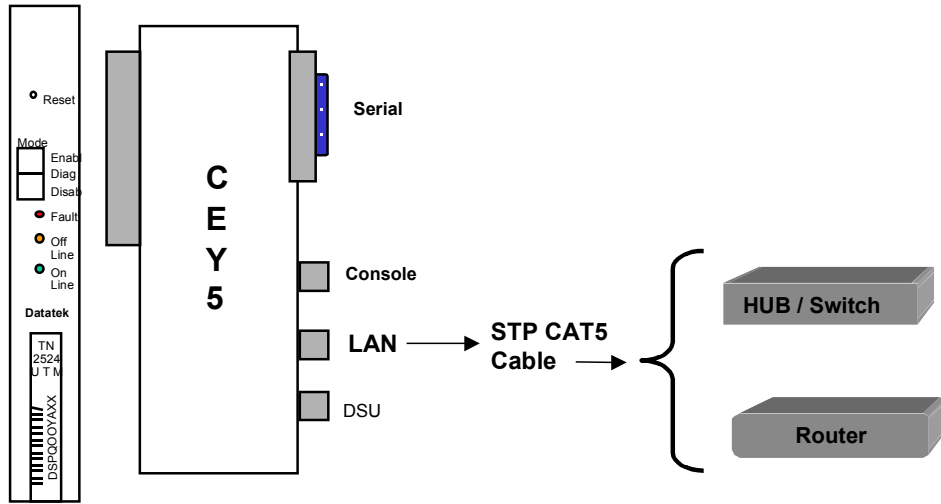 Reset
Mode
Enabl
Diag
Disab
Fault
Off
Line
On
Line
Datatek
TN
2524
U T M
DSPQOOYAXX
C
E
Y
5
Serial
Console
LAN
DSU
STP CAT5
Cable
HUB / Switch
Router